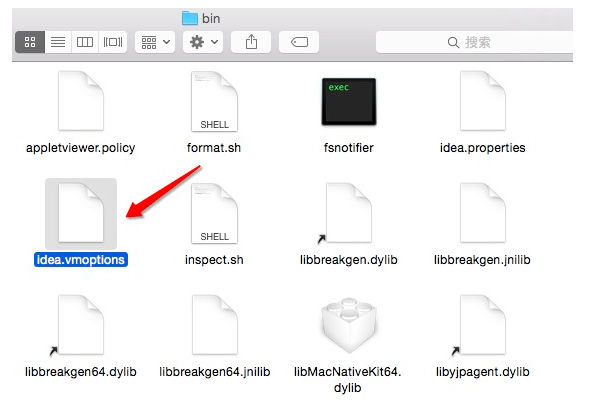 bin
搜索
exec
SHELL
appletviewer.policy
format.sh
fsnotifier
idea.properties
SHELL
idea.vmoptions
inspect.sh
libbreakgen.dylib
libbreakgen.jnilib
libbreakgen64.dylib
libbreakgen64.jnilib
libMacNativeKit64.
dylib
libyjpagent.dylib